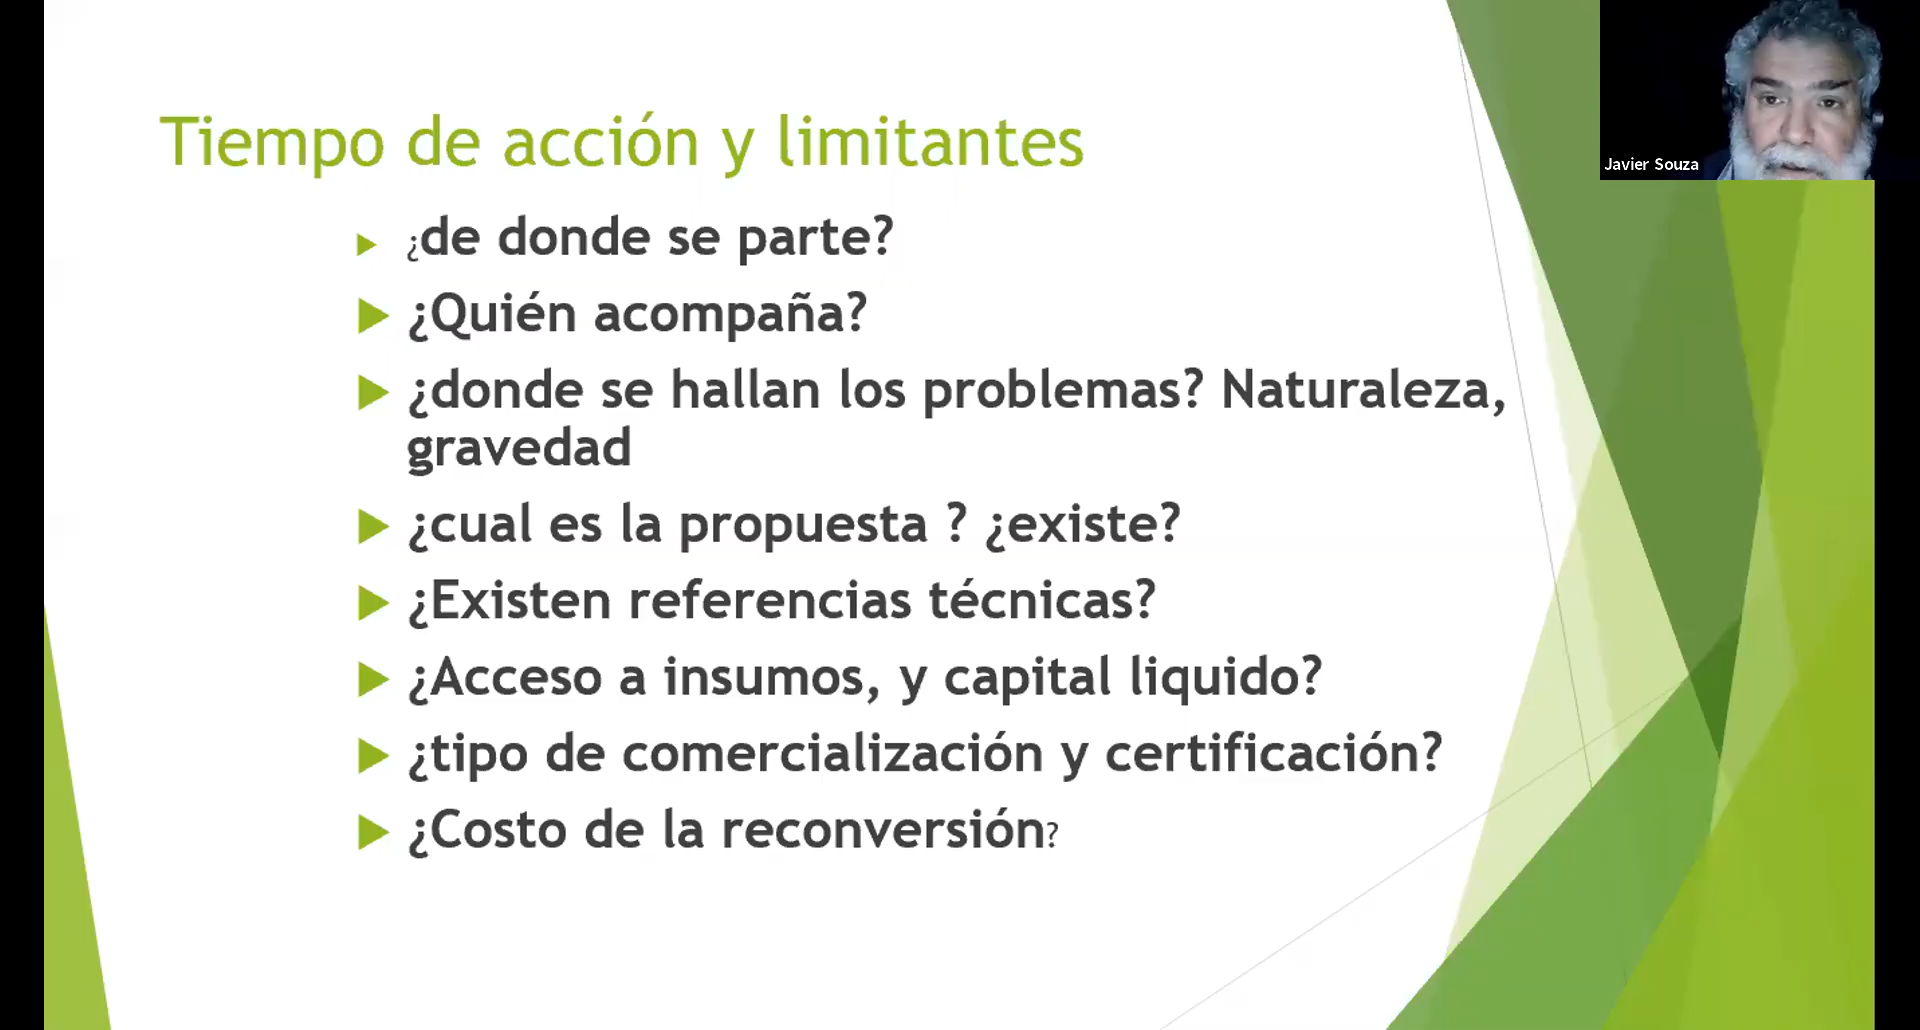 Tiempo de acción y limitantes
Javier Souza
¿de donde se parte?
¿Quién acompaña?
¿donde se hallan los problemas? Naturaleza,
gravedad
¿cual es la propuesta ? ¿existe?
¿Existen referencias técnicas?
¿Acceso a insumos, y capital liquido?
¿tipo de comercialización y certificación?
¿Costo de la reconversión?